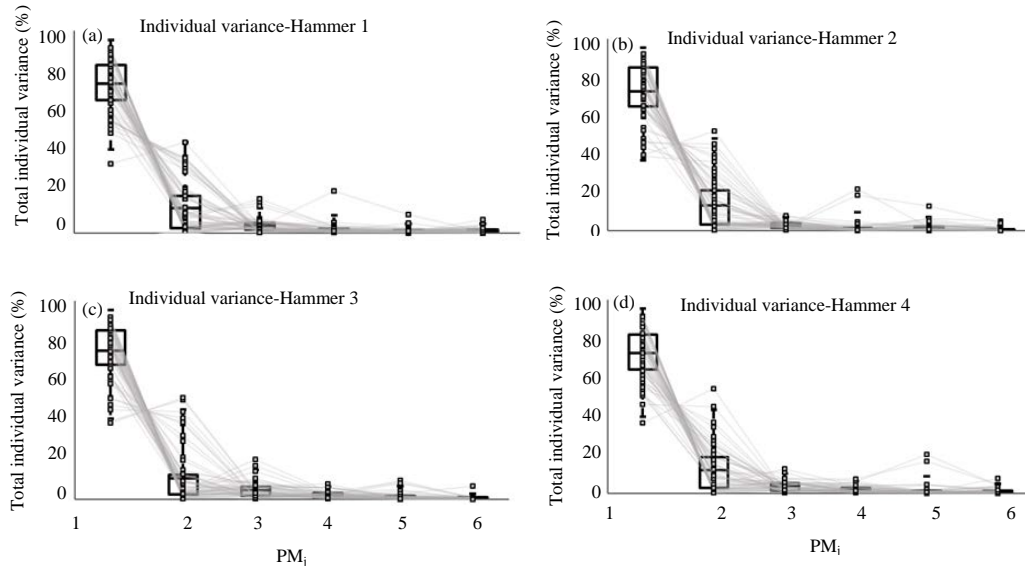 (a) Individual variance-Hammer 1
Total individual variance (%)
100
80
60
40
20
0
(b) Individual variance-Hammer 2
Total individual variance (%)
100
80
60
40
20
0
(c) Individual variance-Hammer 3
Total individual variance (%)
100
80
60
40
20
0
1 2 3 4 5 6
PMi
(d) Individual variance-Hammer 4
Total individual variance (%)
100
80
60
40
20
0
1 2 3 4 5 6
PMi